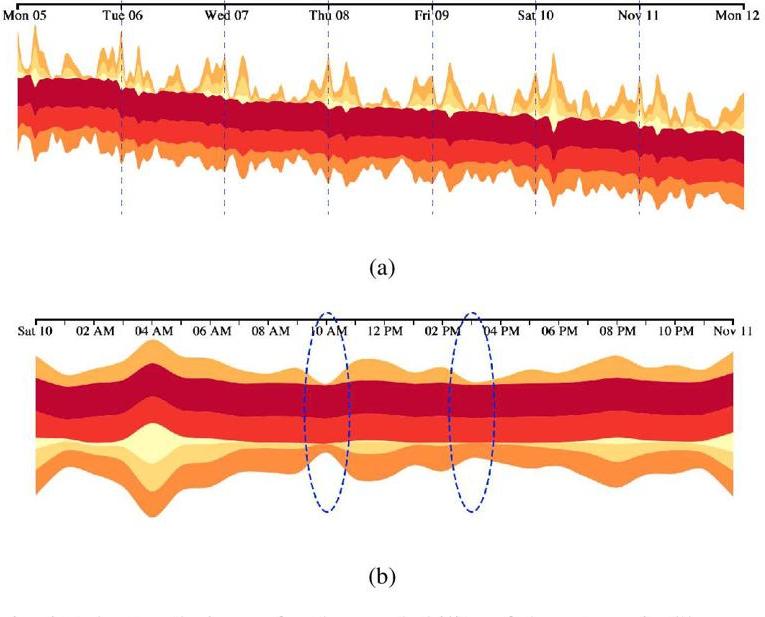 Mon 05 Tue 06 Wed 07 Thu 08 Fri 09 Sat 10 Nov 11 Mon 12
(a)
Sat 10 02 AM 04 AM 06 AM 08 AM 10 AM 12 PM 02 PM 04 PM 06 PM 08 PM 10 PM Nov 11
(b)